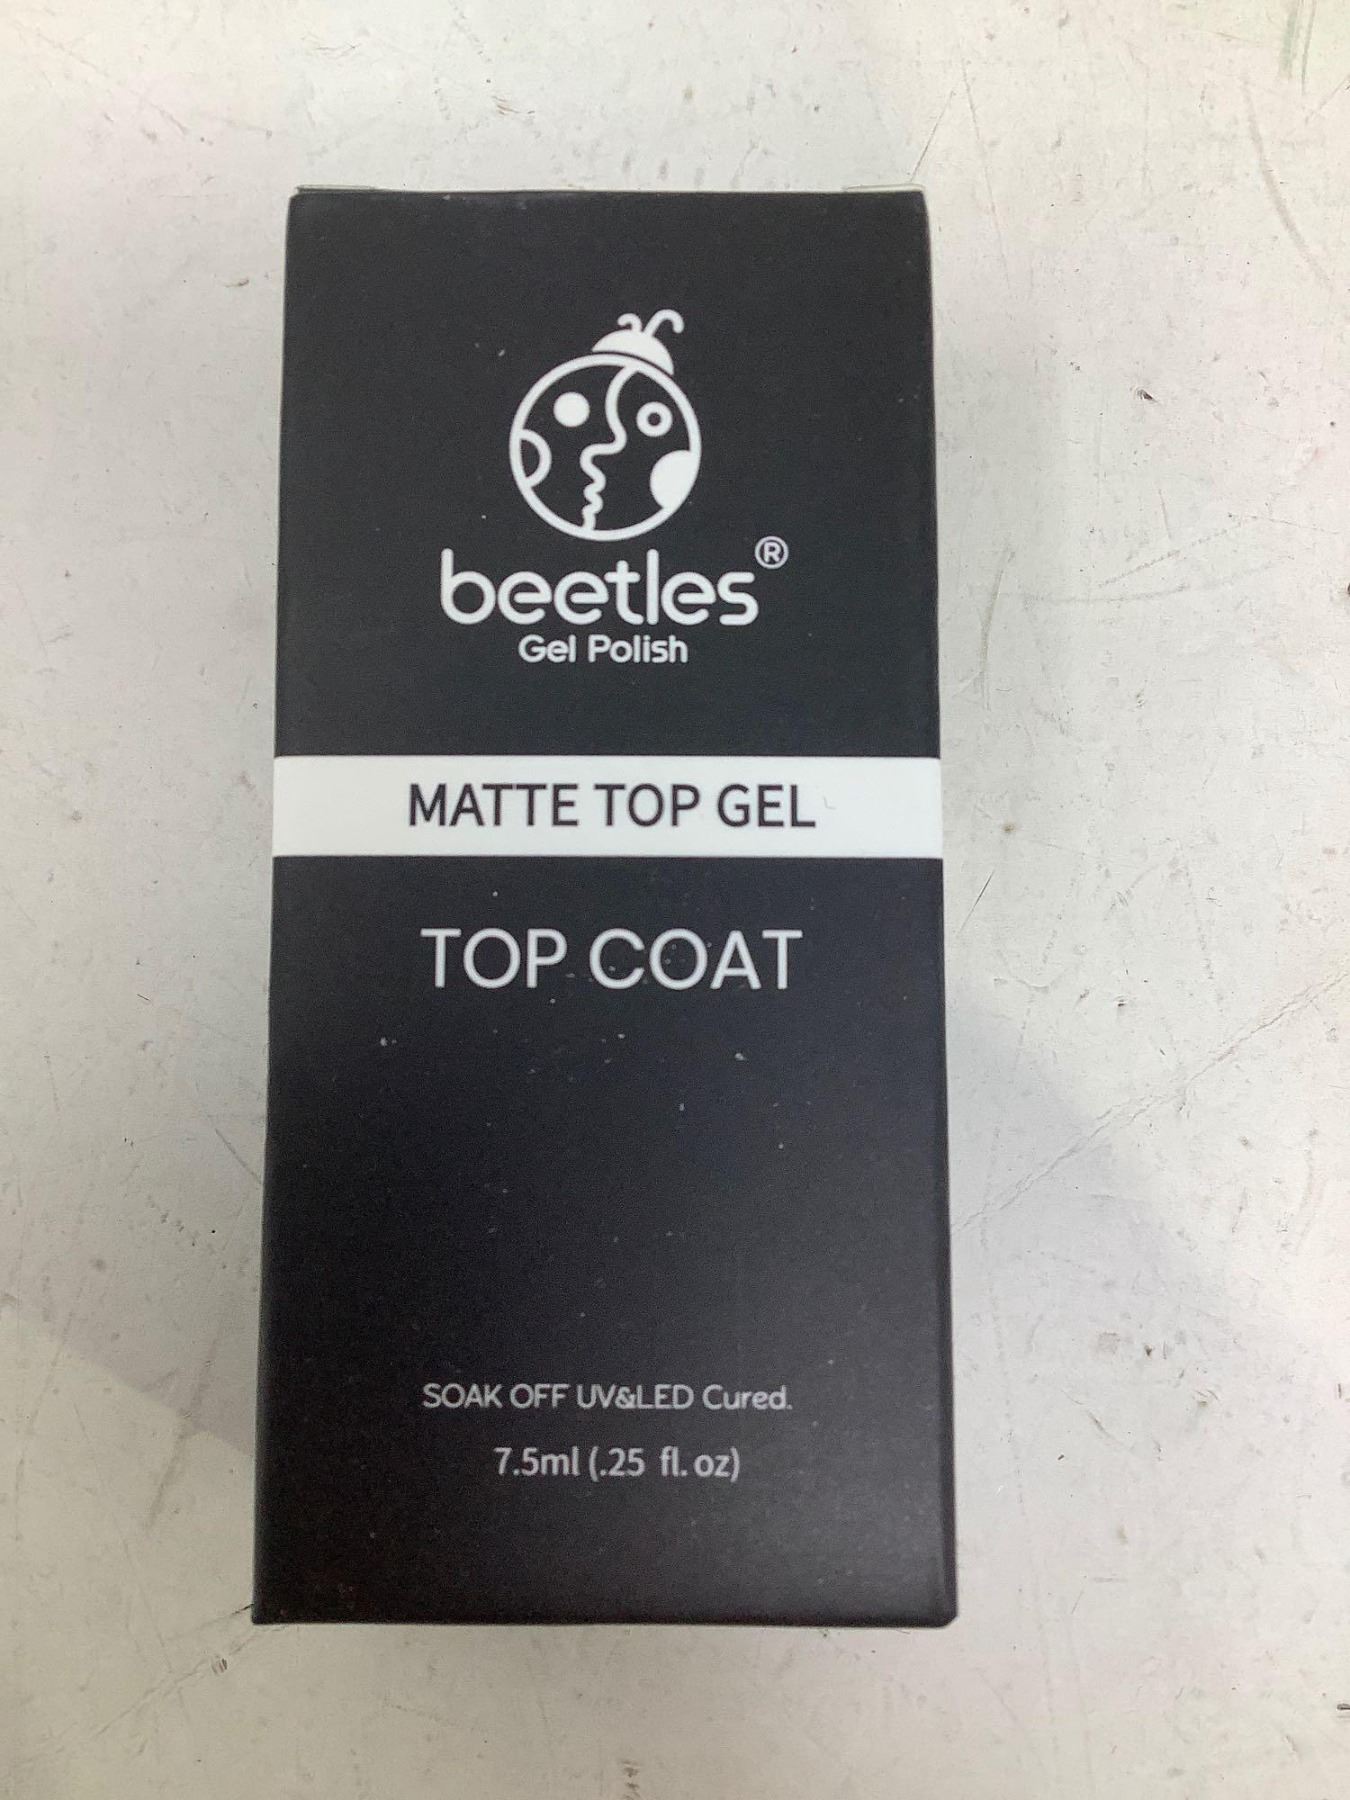 beetles®
Gel Polish
MATTE TOP GEL
TOP COAT
SOAK OFF UV&LED Cured.
7.5ml (.25 fl. oz)